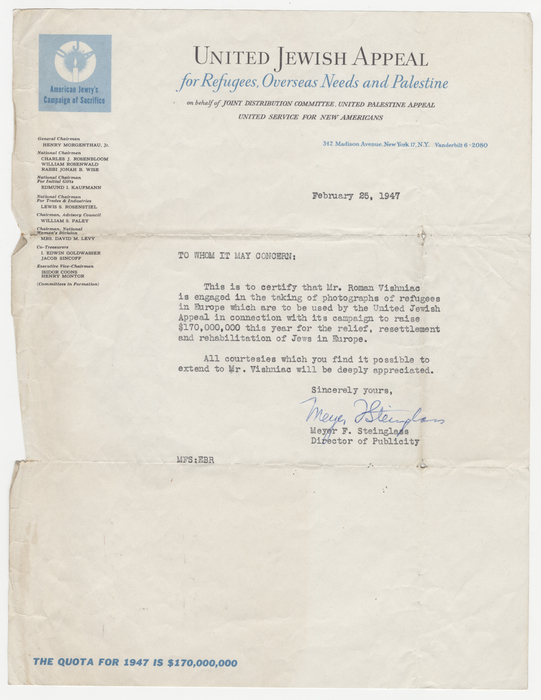 UJA
American Jewry's
Campaign of Sacrifice
UNITED JEWISH APPEAL
for Refugees, Overseas Needs and Palestine
on behalf of JOINT DISTRIBUTION COMMITTEE, UNITED PALESTINE APPEAL
UNITED SERVICE FOR NEW AMERICANS
342 Madison Avenue, New York 17, N.Y. Vanderbilt 6-2080
General Chairman
HENRY MORGENTHAU, Jr.
National Chairmen
CHARLES J. ROSENBLOOM
WILLIAM ROSENWALD
RABBI JONAH B. WISE
National Chairman
For Initial Gifts
EDMUND I. KAUFMANN
National Chairman
For Trades & Industries
LEWIS S. ROSENSTIEL
Chairman, Advisory Council
WILLIAM S. PALEY
Chairman, National
Women's Division
MRS. DAVID M. LEVY
Co-Treasurers
I. EDWIN GOLDWASSER
JACOB SINCOFF
Executive Vice-Chairmen
ISIDOR COONS
HENRY MONTOR
(Committees in Formation)
February 25, 1947
TO WHOM IT MAY CONCERN:
This is to certify that Mr. Roman Vishniac
is engaged in the taking of photographs of refugees
in Europe which are to be used by the United Jewish
Appeal in connection with its campaign to raise
$170,000,000 this year for the relief, resettlement
and rehabilitation of Jews in Europe.
All courtesies which you find it possible to
extend to Mr. Vishniac will be deeply appreciated.
Sincerely yours,
Meyer F Steinglass
Meyer F. Steinglass
Director of Publicity
MFS:EBR
THE QUOTA FOR 1947 IS $170,000,000